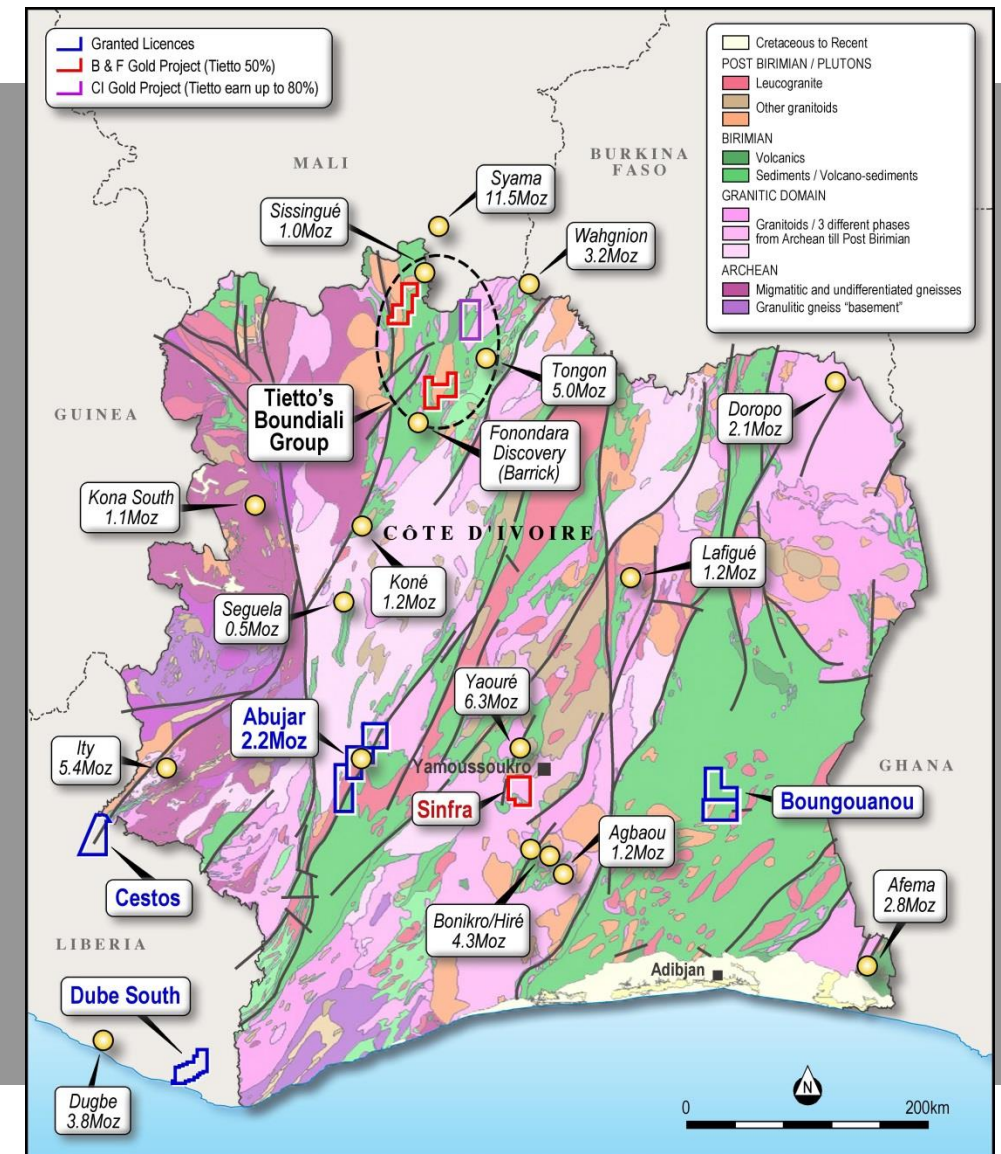 Granted Licences
B & F Gold Project (Tietto 50%)
CI Gold Project (Tietto earn up to 80%)
Cretaceous to Recent
POST BIRIMIAN / PLUTONS
Leucogranite
Other granitoids
BIRIMIAN
Volcanics
Sediments / Volcano-sediments
GRANITIC DOMAIN
Granitoids / 3 different phases
from Archean till Post Birimian
ARCHEAN
Migmatitic and undifferentiated gneisses
Granulitic gneiss "basement"
MALI
BURKINA
FASO
Syama
11.5Moz
Sissingué
1.0Moz
Wahgnion
3.2Moz
Tongon
5.0Moz
Doropo
2.1Moz
GUINEA
Tietto's
Boundiali
Group
Fonondara
Discovery
(Barrick)
Kona South
1.1Moz
CÔTE D'IVOIRE
Koné
1.2Moz
Lafigué
1.2Moz
Seguela
0.5Moz
Yaouré
6.3Moz
Abujar
2.2Moz
Ity
5.4Moz
Yamoussoukro
GHANA
Sinfra
Boungouanou
Agbaou
1.2Moz
Cestos
Bonikro/Hiré
4.3Moz
Afema
2.8Moz
LIBERIA
Adibjan
Dube South
Dugbe
3.8Moz
N
0 200km